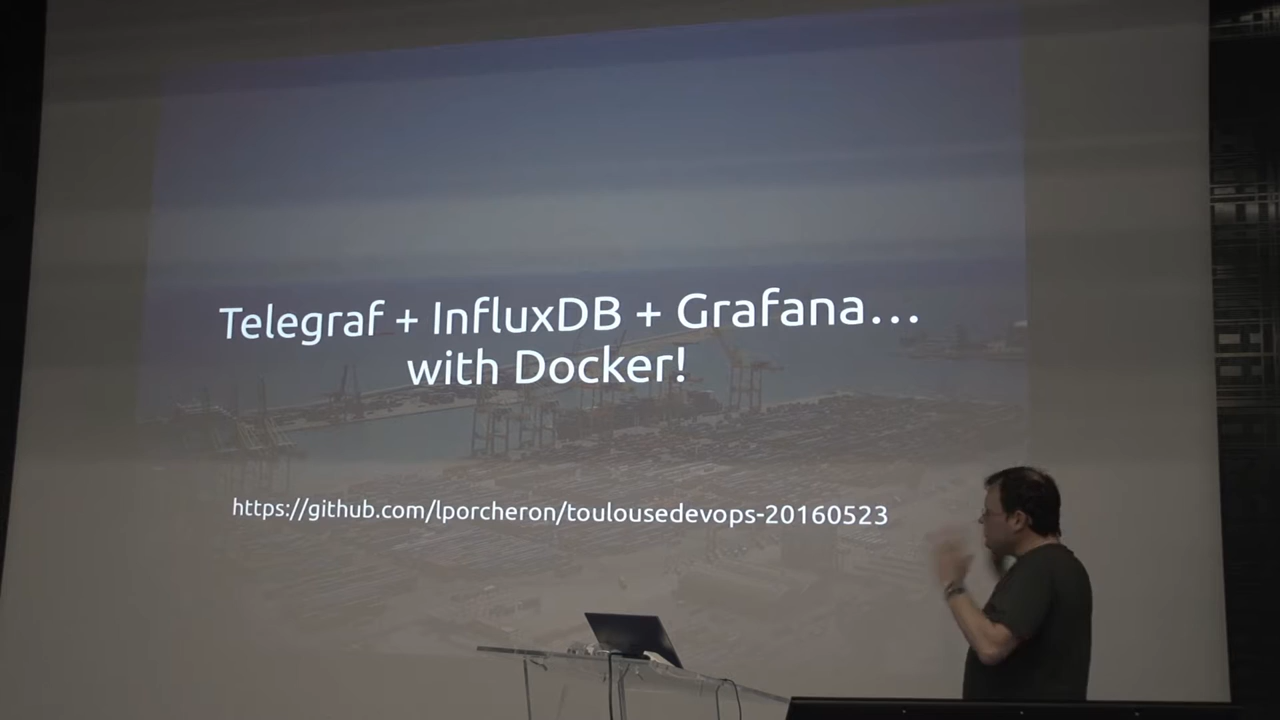 Telegraf + InfluxDB + Grafana…
with Docker!
https://github.com/lporcheron/toulousedevops-20160523